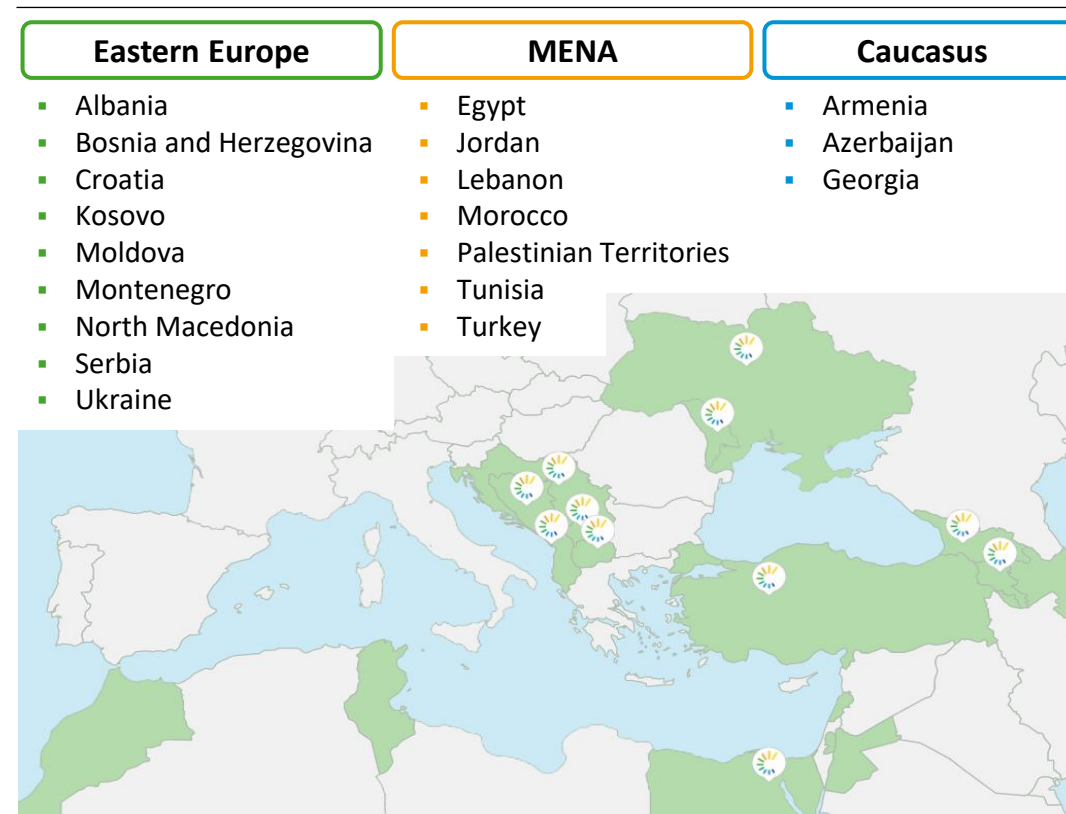 Eastern Europe
Albania
Bosnia and Herzegovina
Croatia
Kosovo
Moldova
Montenegro
North Macedonia
Serbia
Ukraine
MENA
Egypt
Jordan
Lebanon
Morocco
Palestinian Territories
Tunisia
Turkey
Caucasus
Armenia
Azerbaijan
Georgia